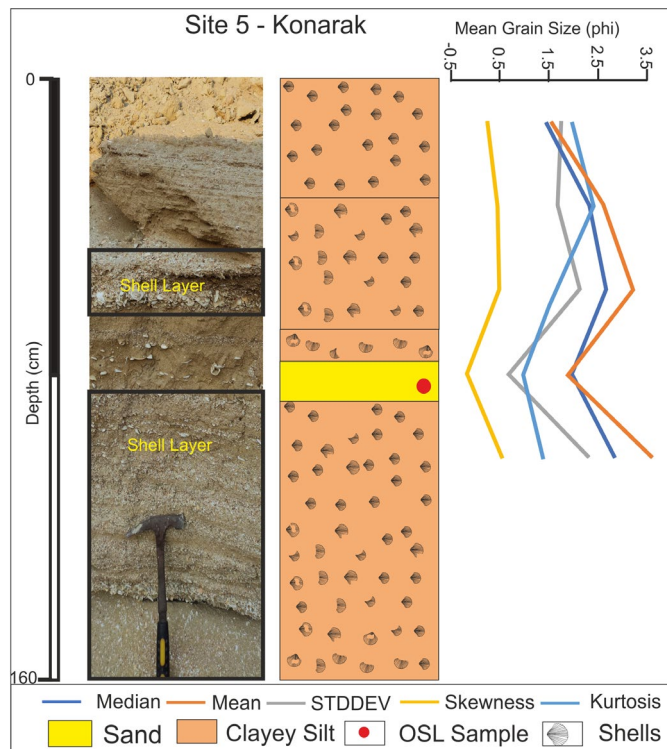 Site 5 - Konarak
Mean Grain Size (phi)
-0.5
0.5
1.5
2.5
3.5
0
Depth (cm)
160
Shell Layer
Shell Layer
Median Mean STDDEV Skewness Kurtosis
Sand Clayey Silt OSL Sample Shells